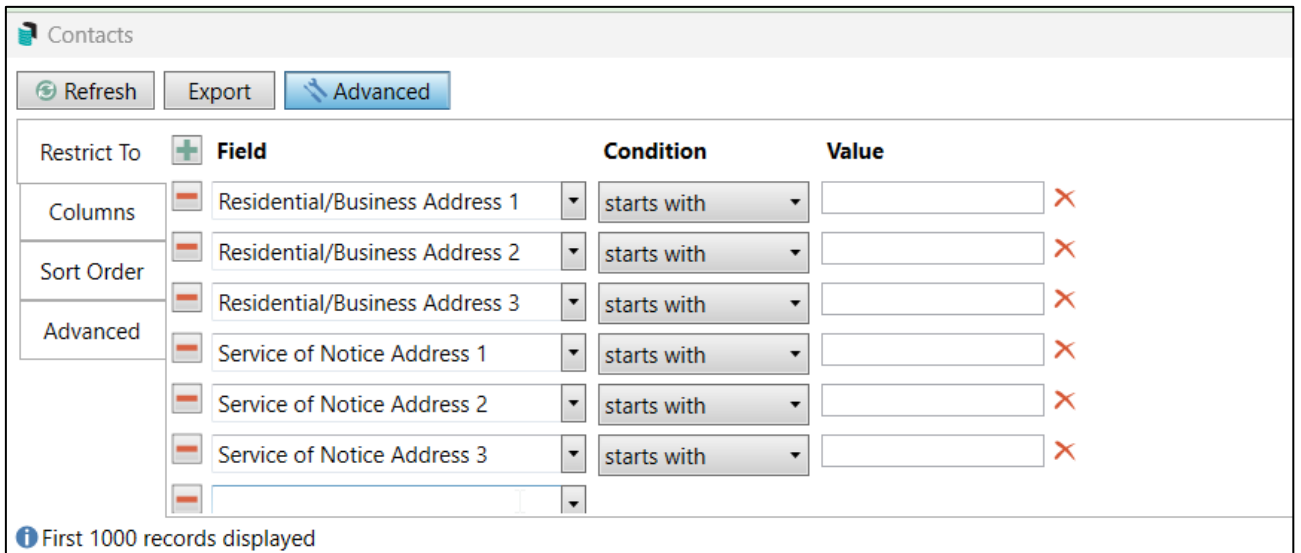 Contacts
Refresh Export Advanced
Restrict To Field Condition Value
Residential/Business Address 1 starts with
Columns
Residential/Business Address 2 starts with
Sort Order
Residential/Business Address 3 starts with
Advanced
Service of Notice Address 1 starts with
Service of Notice Address 2 starts with
Service of Notice Address 3 starts with
First 1000 records displayed